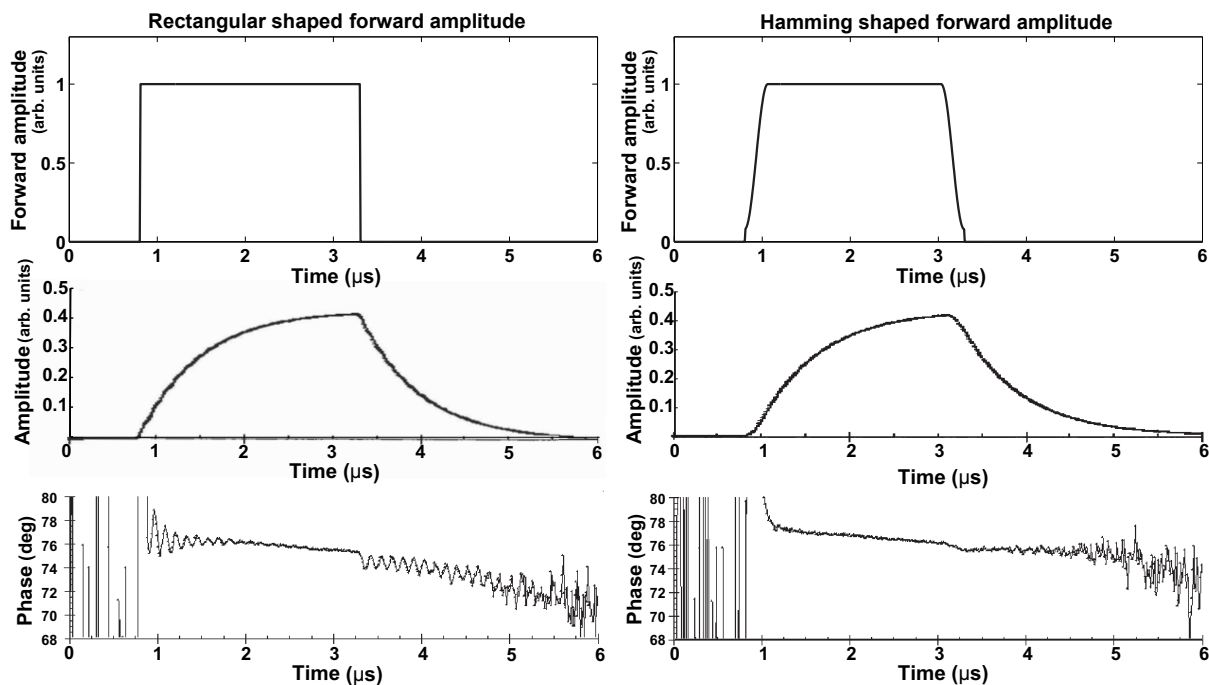 Rectangular shaped forward amplitude
Forward amplitude
(arb. units)
1
0.5
0
0 1 2 3 4 5 6
Time (µs)
Amplitude (arb. units)
0.5
0.4
0.3
0.2
0.1
0 1 2 3 4 5 6
Time (µs)
Phase (deg)
80
78
76
74
72
70
68
0 1 2 3 4 5 6
Time (µs)
Hamming shaped forward amplitude
Forward amplitude
(arb. units)
1
0.5
0
0 1 2 3 4 5 6
Time (µs)
Amplitude (arb. units)
0.5
0.4
0.3
0.2
0.1
0 1 2 3 4 5 6
Time (µs)
Phase (deg)
80
78
76
74
72
70
68
0 1 2 3 4 5 6
Time (µs)